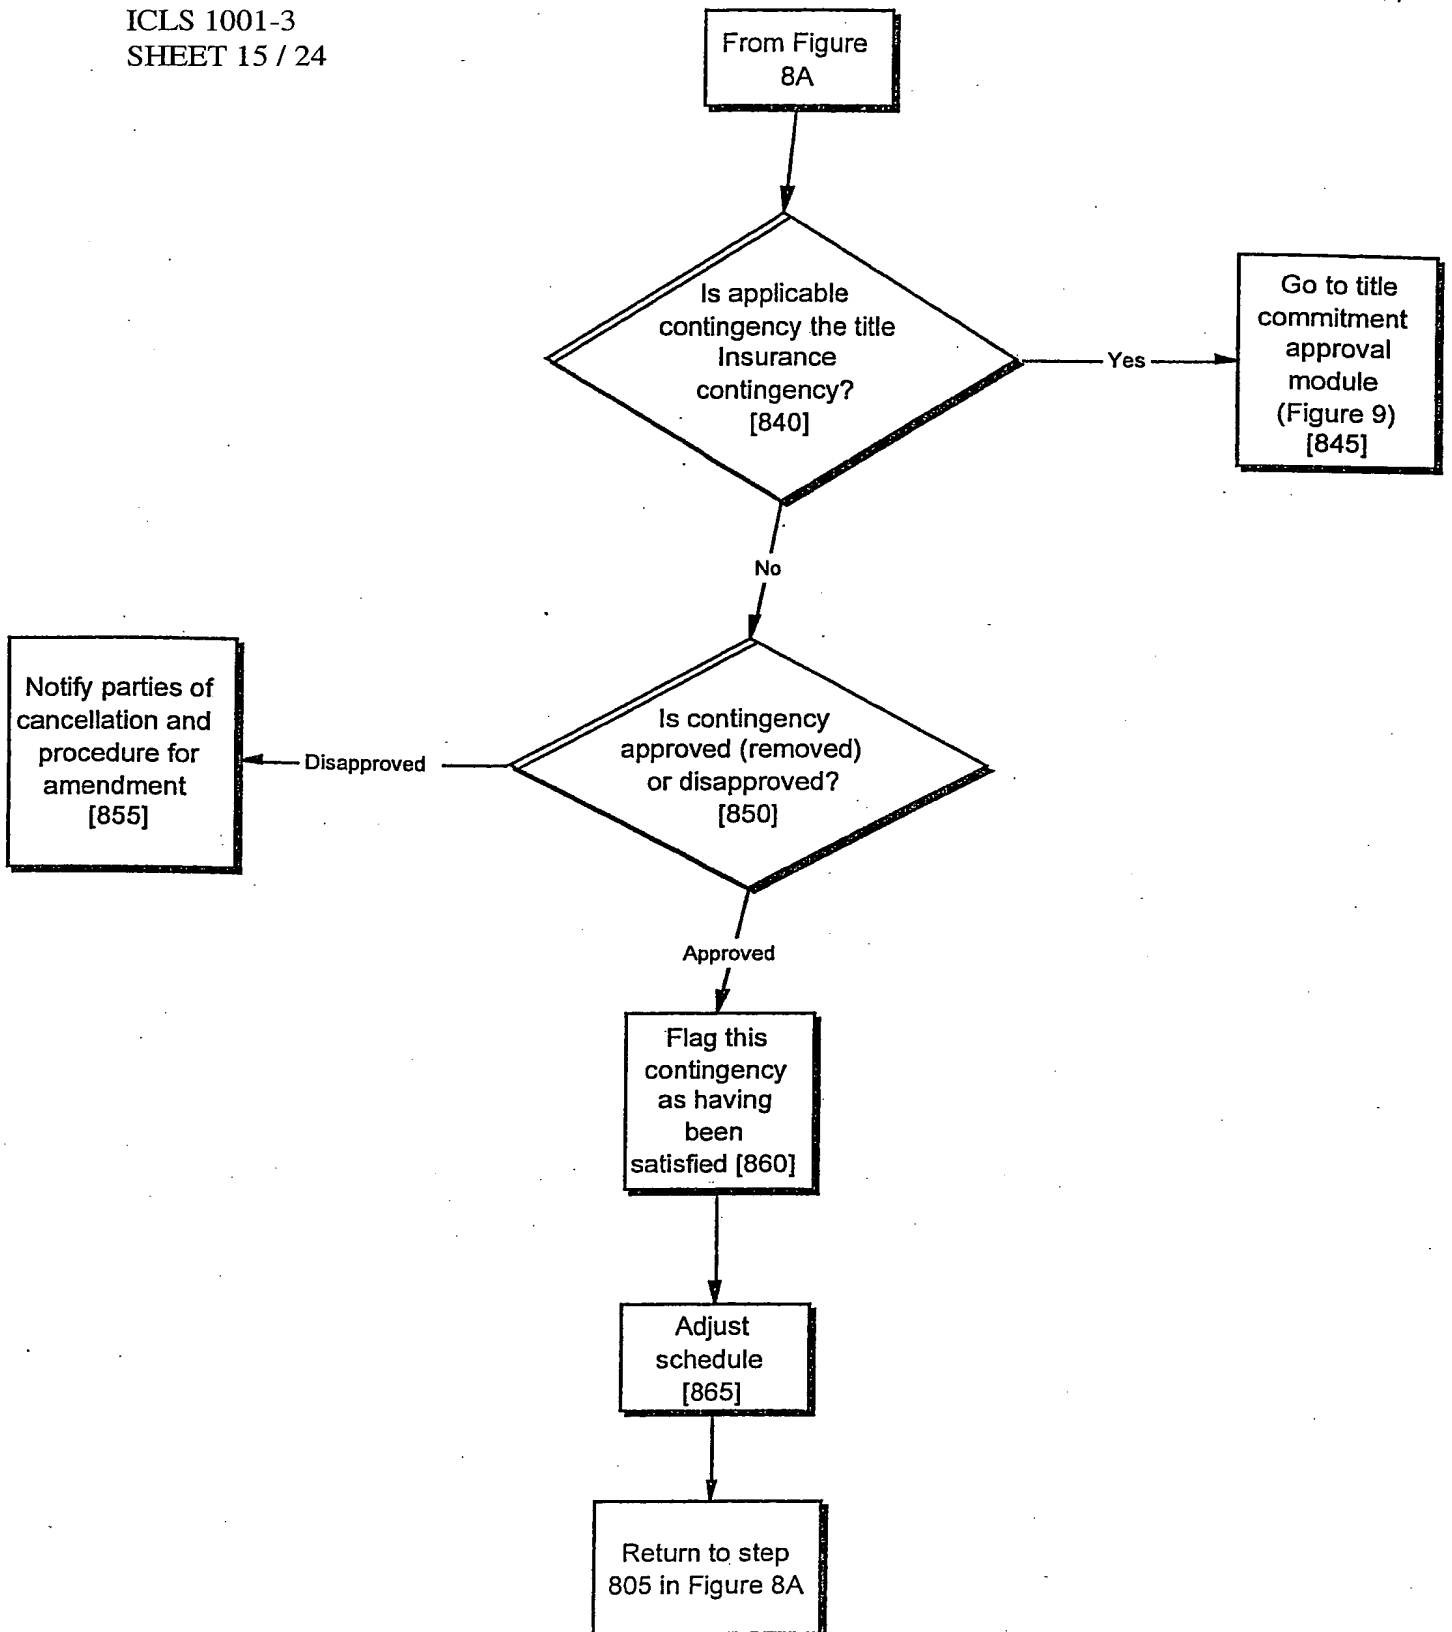 ICLS 1001-3
SHEET 15 / 24
From Figure
8A
Is applicable
contingency the title
Insurance
contingency?
[840]
Yes
Go to title
commitment
approval
module
(Figure 9)
[845]
No
Notify parties of
cancellation and
procedure for
amendment
[855]
Disapproved
Is contingency
approved (removed)
or disapproved?
[850]
Approved
Flag this
contingency
as having
been
satisfied [860]
Adjust
schedule
[865]
Return to step
805 in Figure 8A